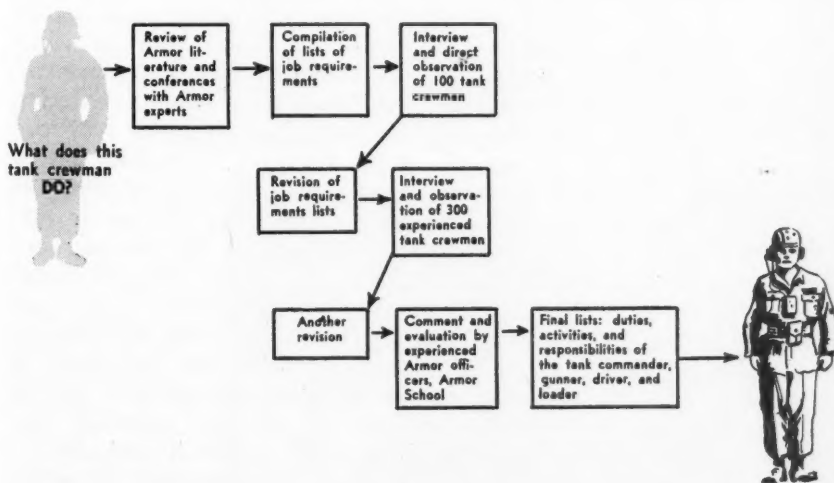 Review of
Armor lit-
erature and
conferences
with Armor
experts
Compilation
of lists of
job require-
ments
Interview
and direct
observation
of 100 tank
crewmen
What does this
tank crewman
DO?
Revision of
job require-
ments lists
Interview
and observa-
tion of 300
experienced
tank crewmen
Another
revision
Comment and
evaluation by
experienced
Armor offi-
cers, Armor
School
Final lists: duties,
activities, and
responsibilities of
the tank commander,
gunner, driver, and
loader